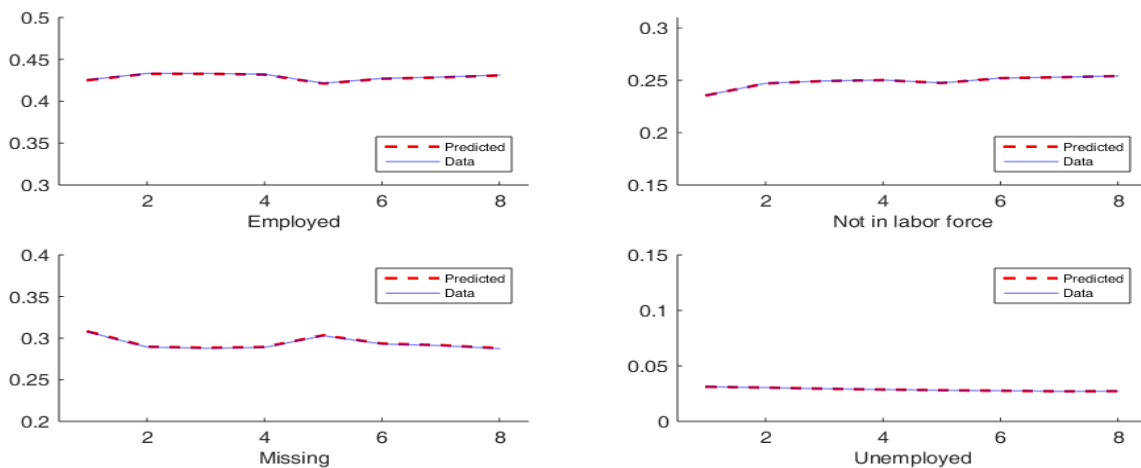 0.5
0.45
0.4
0.35
0.3
2 4 6 8
Employed
Predicted
Data
0.3
0.25
0.2
0.15
2 4 6 8
Not in labor force
Predicted
Data
0.4
0.35
0.3
0.25
0.2
2 4 6 8
Missing
Predicted
Data
0.15
0.1
0.05
0
2 4 6 8
Unemployed
Predicted
Data